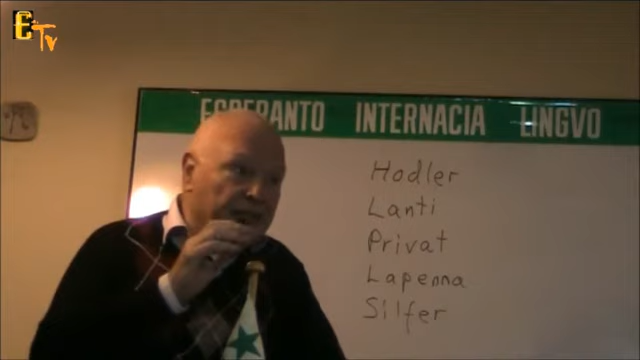 E Tv
ESPERANTO INTERNACIA LINGVO
Hodler
Lanti
Privat
Lapenna
Silfer